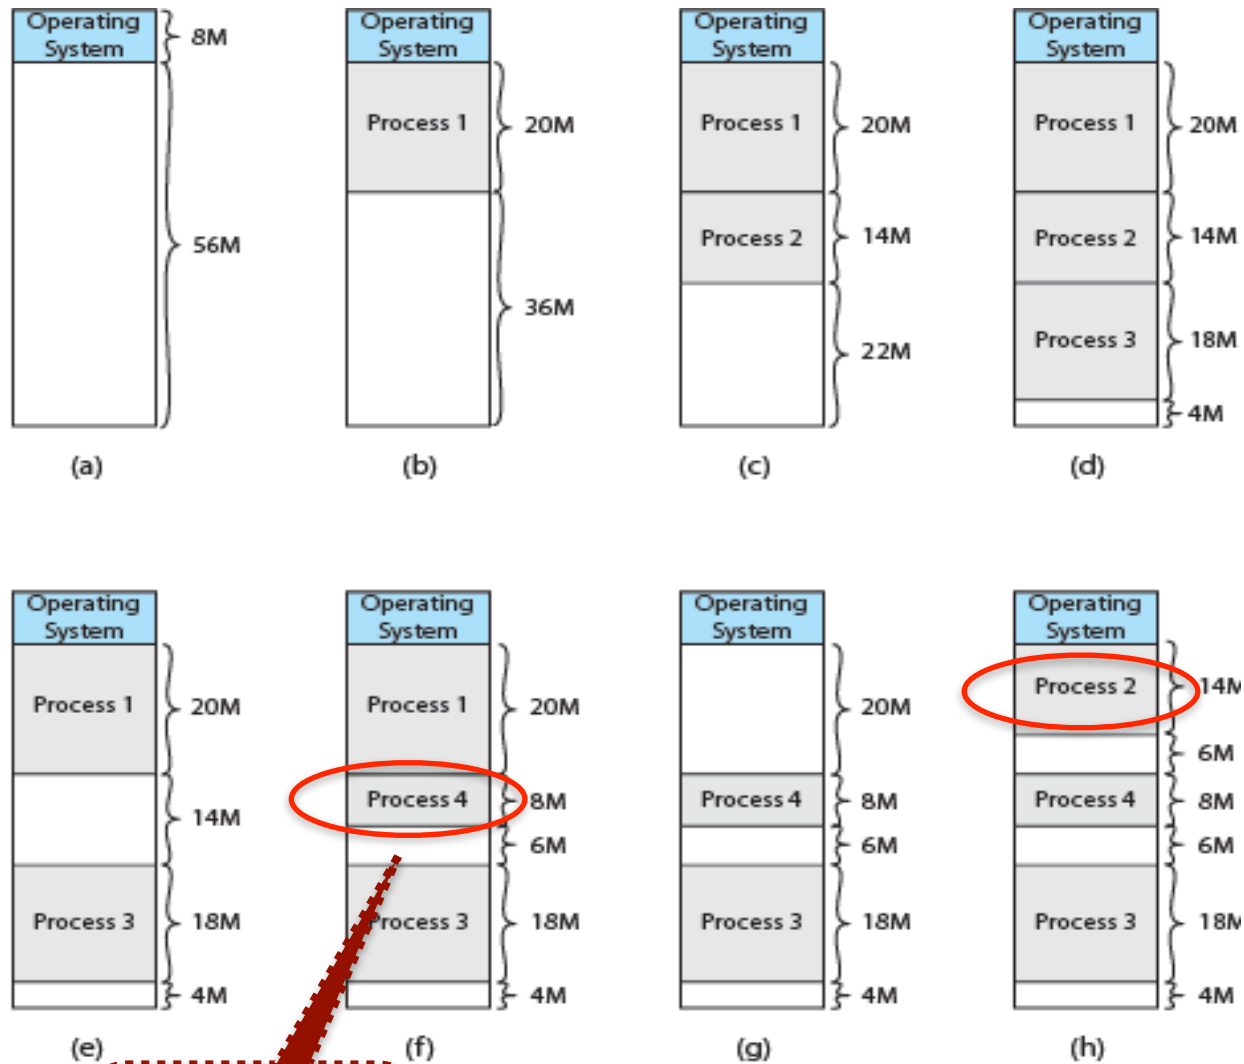 Operating
System
8M
56M
(a)
Operating
System
Process 1
20M
36M
(b)
Operating
System
Process 1
20M
Process 2
14M
22M
(c)
Operating
System
Process 1
20M
Process 2
14M
Process 3
18M
4M
(d)
Operating
System
Process 1
20M
14M
Process 3
18M
4M
(e)
Operating
System
Process 1
20M
Process 4
8M
6M
Process 3
18M
4M
(f)
Operating
System
20M
Process 4
8M
6M
Process 3
18M
4M
(g)
Operating
System
Process 2
14M
6M
Process 4
8M
6M
Process 3
18M
4M
(h)